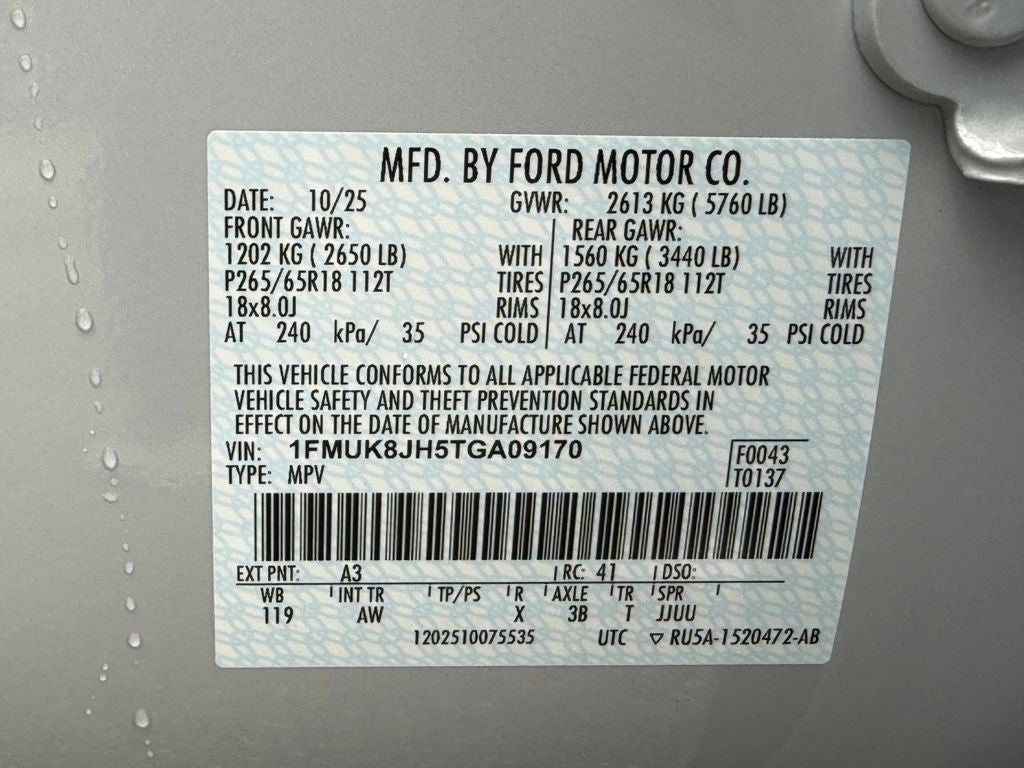 MFD. BY FORD MOTOR CO.
DATE: 10/25 GVWR: 2613 KG ( 5760 LB)
FRONT GAWR: REAR GAWR:
1202 KG ( 2650 LB) WITH 1560 KG ( 3440 LB) WITH
P265/65R18 112T TIRES P265/65R18 112T TIRES
18x8.0J RIMS 18x8.0J RIMS
AT 240 kPa/ 35 PSI COLD AT 240 kPa/ 35 PSI COLD
THIS VEHICLE CONFORMS TO ALL APPLICABLE FEDERAL MOTOR
VEHICLE SAFETY AND THEFT PREVENTION STANDARDS IN
EFFECT ON THE DATE OF MANUFACTURE SHOWN ABOVE.
VIN: 1FMUK8JH5TGA09170 F0043
TYPE: MPV T0137
EXT PNT: A3 RC: 41 DSO:
WB INT TR TP/PS R AXLE TR SPR
119 AW X 3B T JJUU
1202510075535 UTC ▽ RU5A-1520472-AB